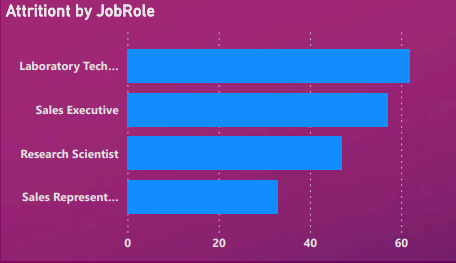 Attritiont by JobRole
Laboratory Tech...
Sales Executive
Research Scientist
Sales Represent...
0 20 40 60